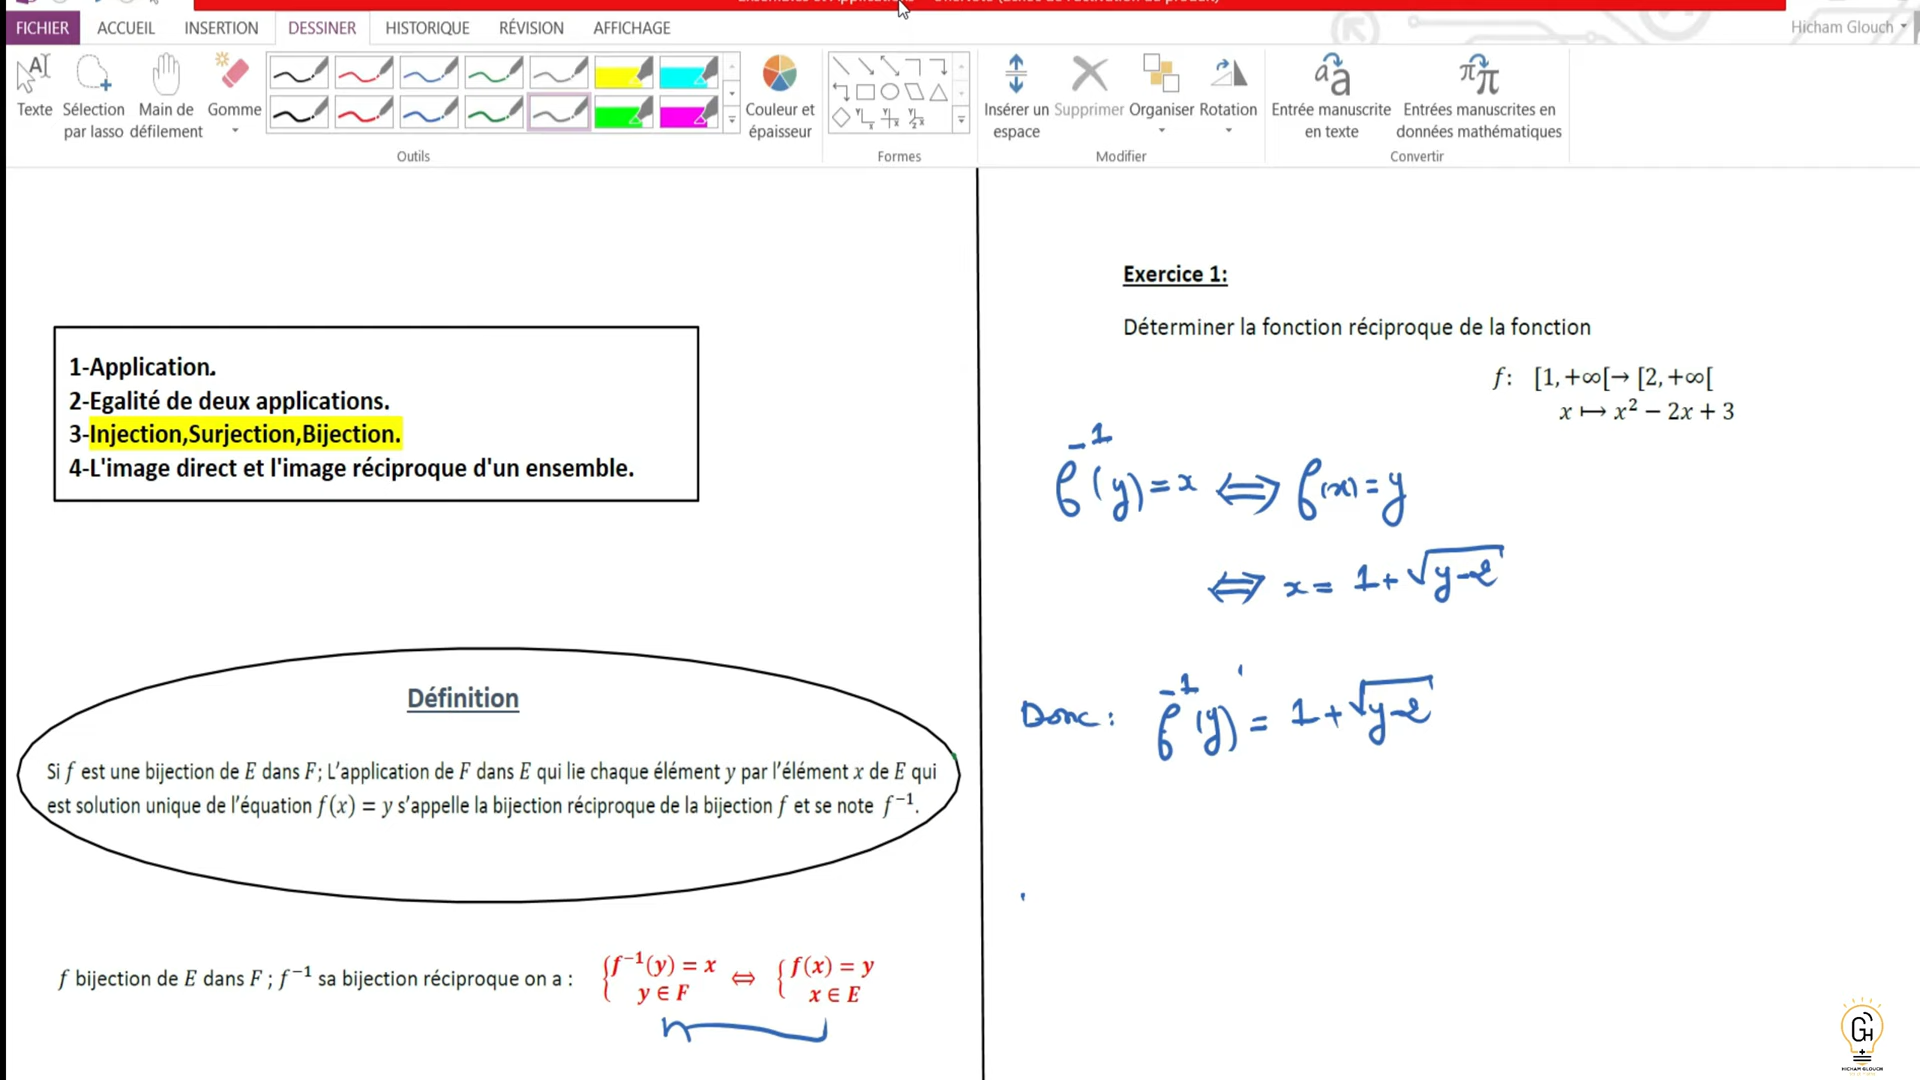 FICHIER ACCUEIL INSERTION DESSINER HISTORIQUE RÉVISION AFFICHAGE Hicham Glouch
Texte Sélection par lasso Main de défilement Gomme Couleur et épaisseur Insérer un espace Supprimer Organiser Rotation Entrée manuscrite en texte Entrées manuscrites en données mathématiques
Outils Formes Modifier Convertir
1-Application.
2-Egalité de deux applications.
3-Injection,Surjection,Bijection.
4-L'image direct et l'image réciproque d'un ensemble.
Définition
Si f est une bijection de E dans F; L'application de F dans E qui lie chaque élément y par l'élément x de E qui
est solution unique de l'équation f(x) = y s'appelle la bijection réciproque de la bijection f et se note f⁻¹.
f bijection de E dans F ; f⁻¹ sa bijection réciproque on a : {f⁻¹(y) = x ⇔ {f(x) = y
y ∈ F x ∈ E
Exercice 1:
Déterminer la fonction réciproque de la fonction
f: [1, +∞[→ [2, +∞[
x ↦ x² − 2x + 3
f⁻¹(y) = x ⇔ f(x) = y
⇔ x = 1 + √(y-2)
Donc : f⁻¹(y) = 1 + √(y-2)
GH
HICHAM GLOUCH